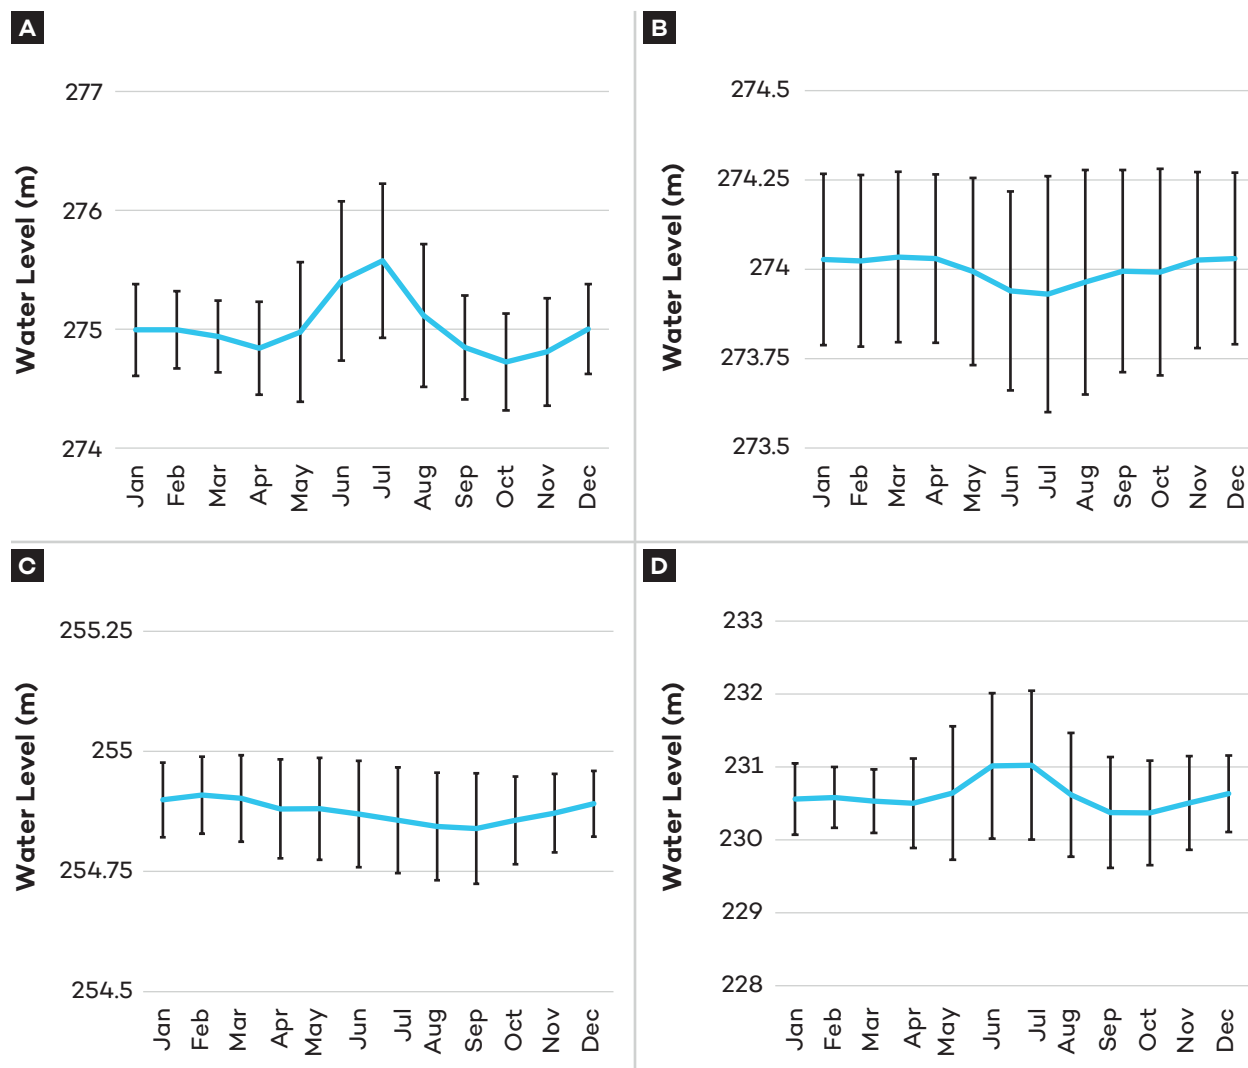 A
Water Level (m)
277
276
275
274
Jan Feb Mar Apr May Jun Jul Aug Sep Oct Nov Dec
B
Water Level (m)
274.5
274.25
274
273.75
273.5
Jan Feb Mar Apr May Jun Jul Aug Sep Oct Nov Dec
C
Water Level (m)
255.25
255
254.75
254.5
Jan Feb Mar Apr May Jun Jul Aug Sep Oct Nov Dec
D
Water Level (m)
233
232
231
230
229
228
Jan Feb Mar Apr May Jun Jul Aug Sep Oct Nov Dec